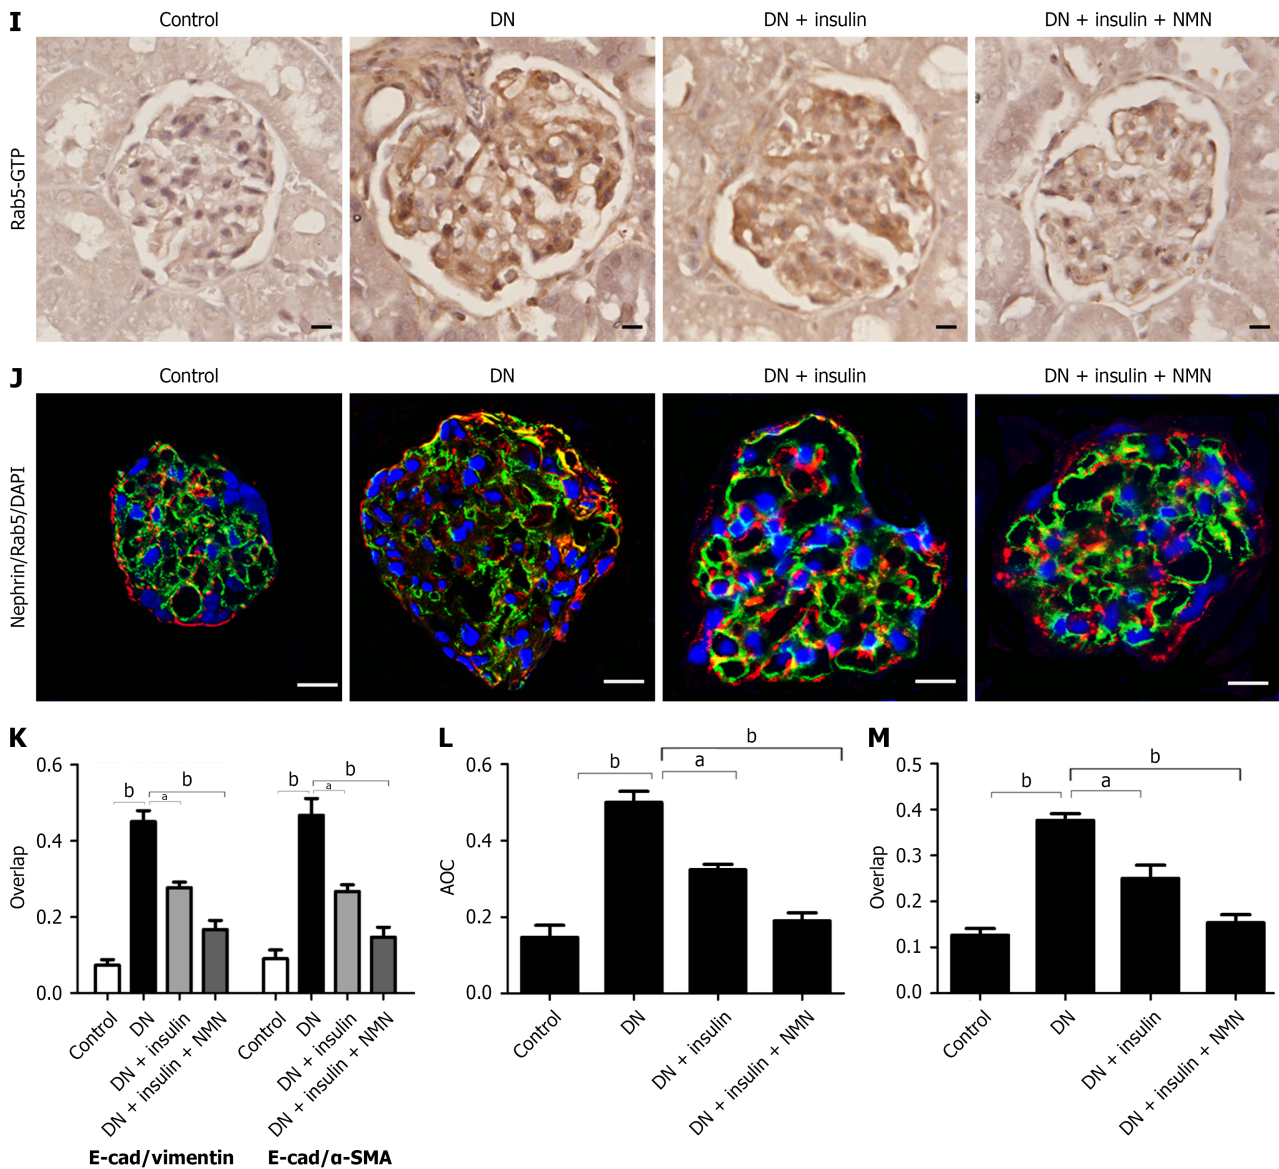 I
Control
DN
DN + insulin
DN + insulin + NMN
Rab5-GTP
J
Control
DN
DN + insulin
DN + insulin + NMN
Nephrin/Rab5/DAPI
K
0.6
0.4
0.2
0.0
Overlap
b
b
a
b
b
a
Control
DN
DN + insulin
DN + insulin + NMN
Control
DN
DN + insulin
DN + insulin + NMN
E-cad/vimentin
E-cad/α-SMA
L
0.6
0.4
0.2
0.0
AOC
b
b
a
Control
DN
DN + insulin
DN + insulin + NMN
M
0.5
0.4
0.3
0.2
0.1
0.0
Overlap
b
b
a
Control
DN
DN + insulin
DN + insulin + NMN